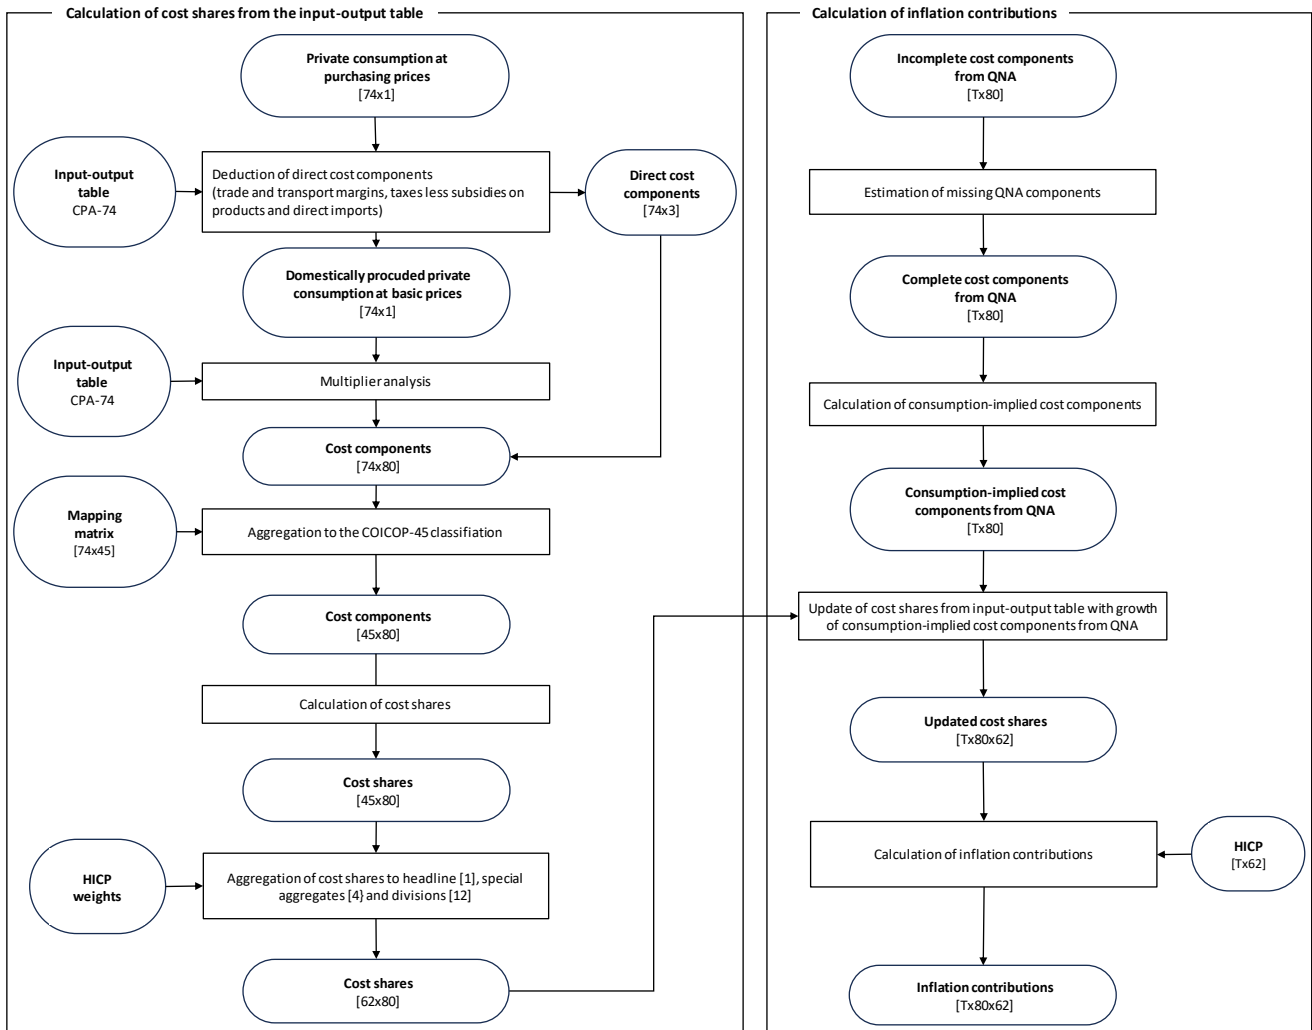 Calculation of cost shares from the input-output table
Private consumption at
purchasing prices
[74x1]
Input-output
table
CPA-74
Deduction of direct cost components
(trade and transport margins, taxes less subsidies on
products and direct imports)
Direct cost
components
[74x3]
Domestically procuded private
consumption at basic prices
[74x1]
Input-output
table
CPA-74
Multiplier analysis
Cost components
[74x80]
Mapping
matrix
[74x45]
Aggregation to the COICOP-45 classifiation
Cost components
[45x80]
Calculation of cost shares
Cost shares
[45x80]
HICP
weights
Aggregation of cost shares to headline [1], special
aggregates [4} and divisions [12]
Cost shares
[62x80]
Calculation of inflation contributions
Incomplete cost components
from QNA
[Tx80]
Estimation of missing QNA components
Complete cost components
from QNA
[Tx80]
Calculation of consumption-implied cost components
Consumption-implied cost
components from QNA
[Tx80]
Update of cost shares from input-output table with growth
of consumption-implied cost components from QNA
Updated cost shares
[Tx80x62]
Calculation of inflation contributions
HICP
[Tx62]
Inflation contributions
[Tx80x62]